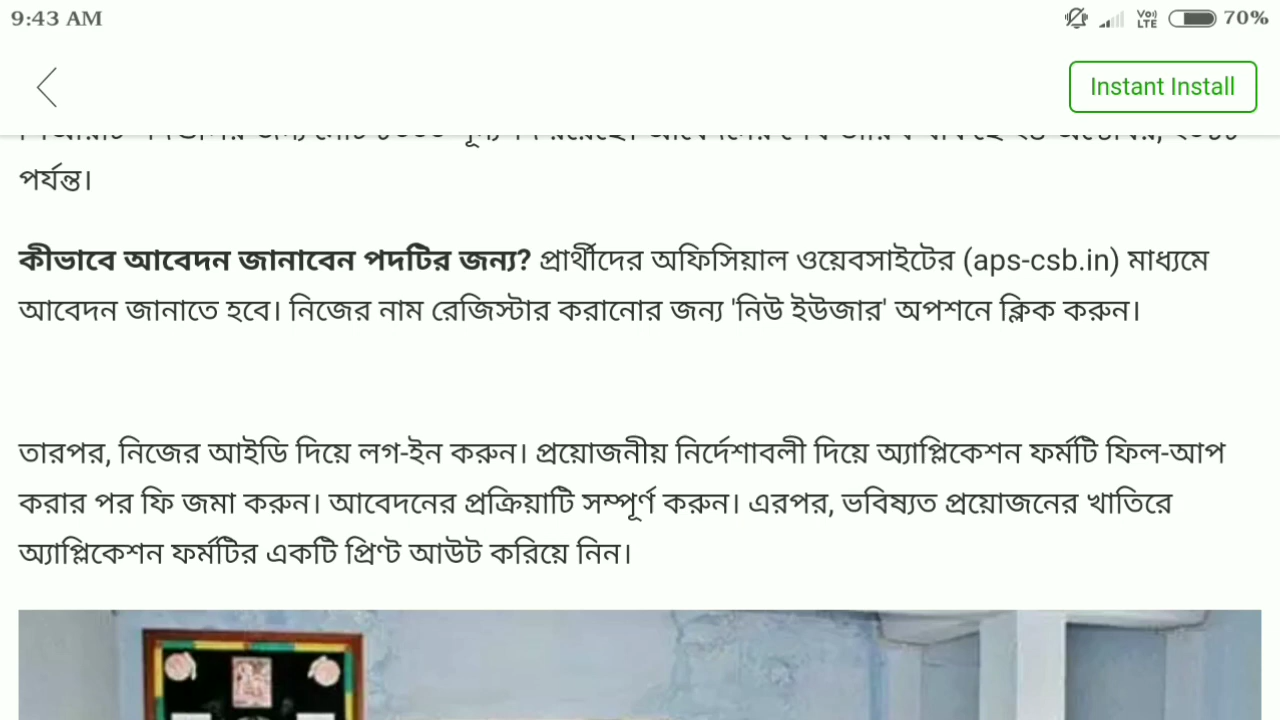 9:43 AM
Vo))
LTE
70%
Instant Install
পর্যন্ত।
কীভাবে আবেদন জানাবেন পদটির জন্য? প্রার্থীদের অফিসিয়াল ওয়েবসাইটের (aps-csb.in) মাধ্যমে
আবেদন জানাতে হবে। নিজের নাম রেজিস্টার করানোর জন্য 'নিউ ইউজার' অপশনে ক্লিক করুন।
তারপর, নিজের আইডি দিয়ে লগ-ইন করুন। প্রয়োজনীয় নির্দেশাবলী দিয়ে অ্যাপ্লিকেশন ফর্মটি ফিল-আপ
করার পর ফি জমা করুন। আবেদনের প্রক্রিয়াটি সম্পূর্ণ করুন। এরপর, ভবিষ্যত প্রয়োজনের খাতিরে
অ্যাপ্লিকেশন ফর্মটির একটি প্রিণ্ট আউট করিয়ে নিন।